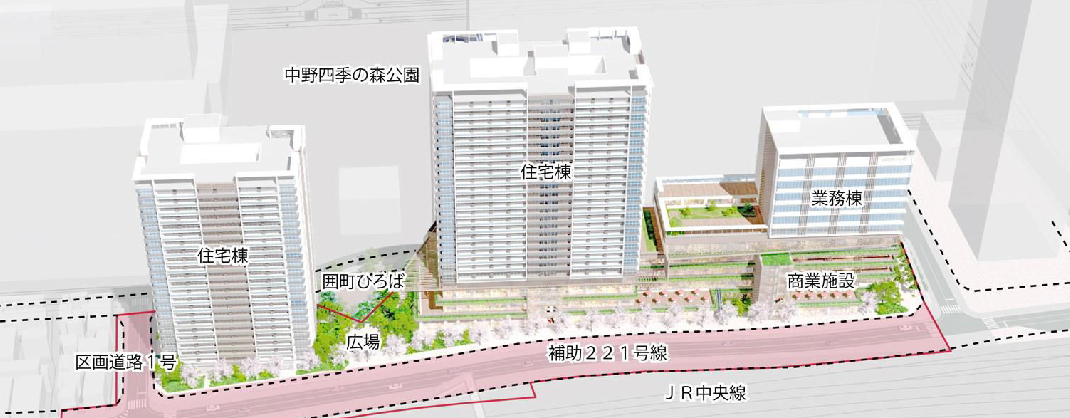 中野四季の森公園
住宅棟
業務棟
住宅棟
囲町ひろば
商業施設
広場
補助２２１号線
区画道路１号
ＪＲ中央線